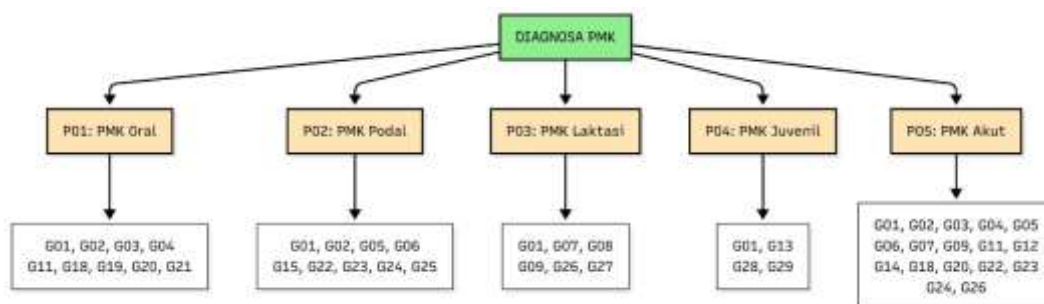 DIAGNOSA PMK
P01: PMK Oral
P02: PMK Podal
P03: PMK Laktasi
P04: PMK Juvenil
P05: PMK Akut
G01, G02, G03, G04
G11, G18, G19, G20, G21
G01, G02, G05, G06
G15, G22, G23, G24, G25
G01, G07, G08
G09, G26, G27
G01, G13
G28, G29
G01, G02, G03, G04, G05
G06, G07, G09, G11, G12
G14, G18, G20, G22, G23
G24, G26